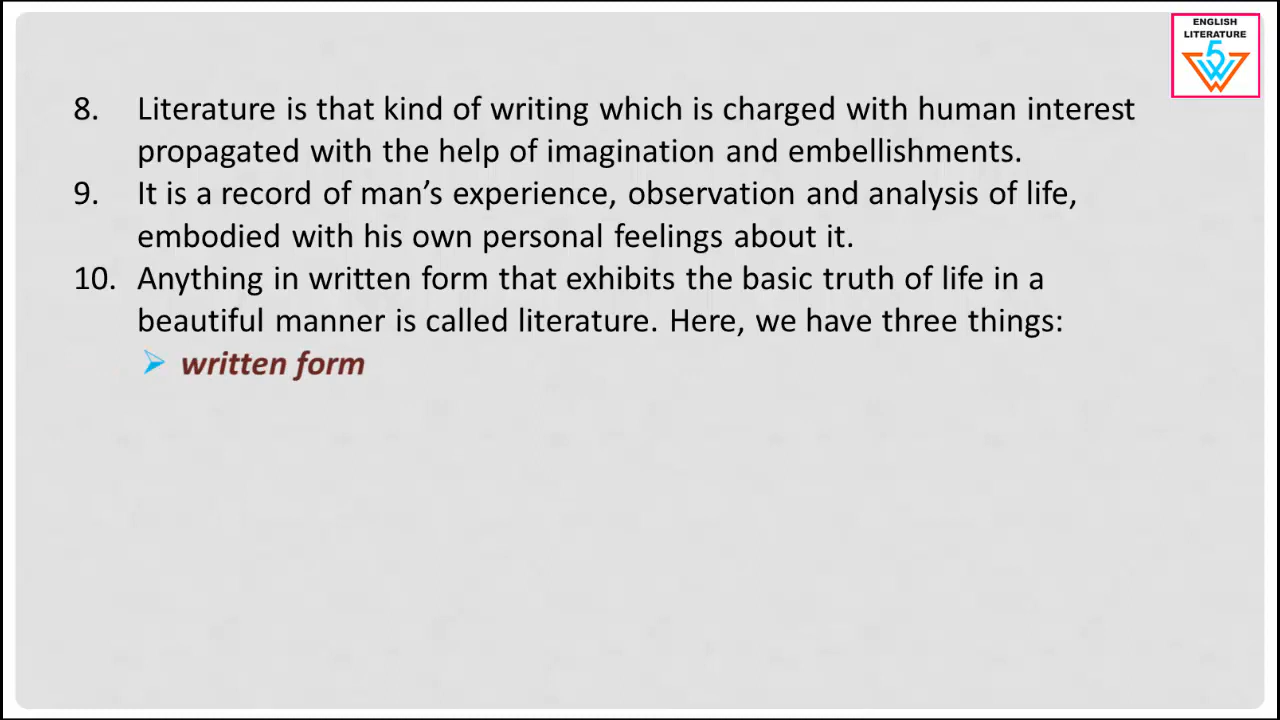 ENGLISH
LITERATURE
5
W
8. Literature is that kind of writing which is charged with human interest
propagated with the help of imagination and embellishments.
9. It is a record of man’s experience, observation and analysis of life,
embodied with his own personal feelings about it.
10. Anything in written form that exhibits the basic truth of life in a
beautiful manner is called literature. Here, we have three things:
➢ written form